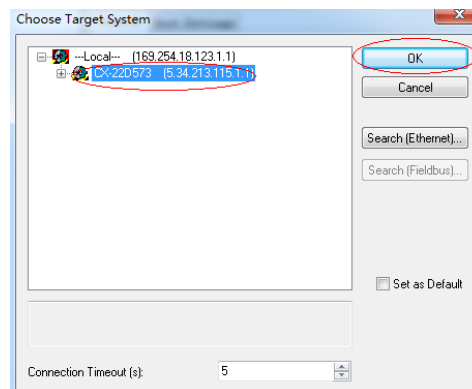 Choose Target System
---Local--- (169.254.18.123.1.1)
CX-22D573 (5.34.213.115.1.1)
OK
Cancel
Search (Ethernet)...
Search (Fieldbus)...
Set as Default
Connection Timeout (s):
5